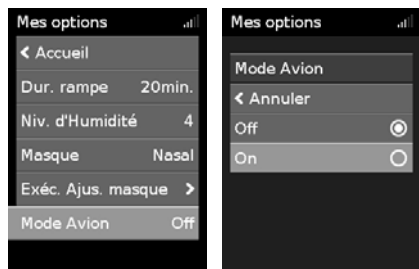 Mes options
< Accueil
Dur. rampe 20min.
Niv. d'Humidité 4
Masque Nasal
Exéc. Ajus. masque >
Mode Avion Off
Mes options
Mode Avion
< Annuler
Off
On